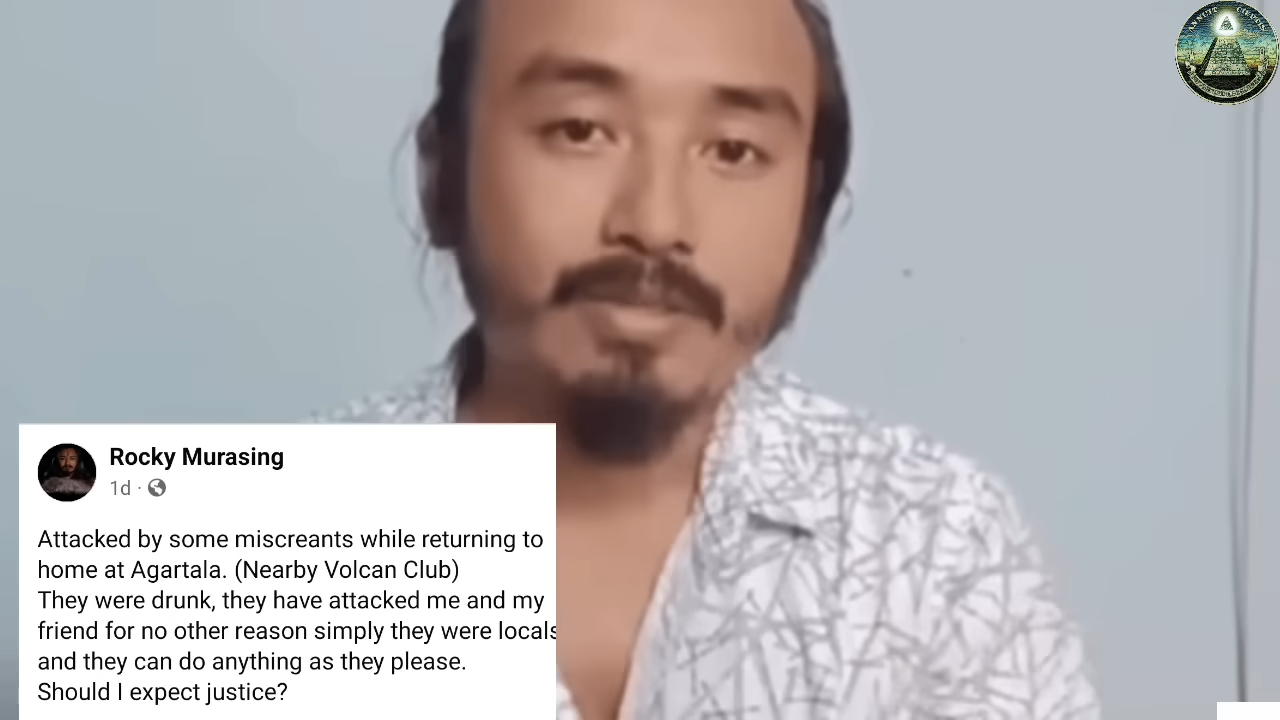 ANNUIT CŒPTIS
Rocky Murasing
1d ·
Attacked by some miscreants while returning to
home at Agartala. (Nearby Volcan Club)
They were drunk, they have attacked me and my
friend for no other reason simply they were locals
and they can do anything as they please.
Should I expect justice?